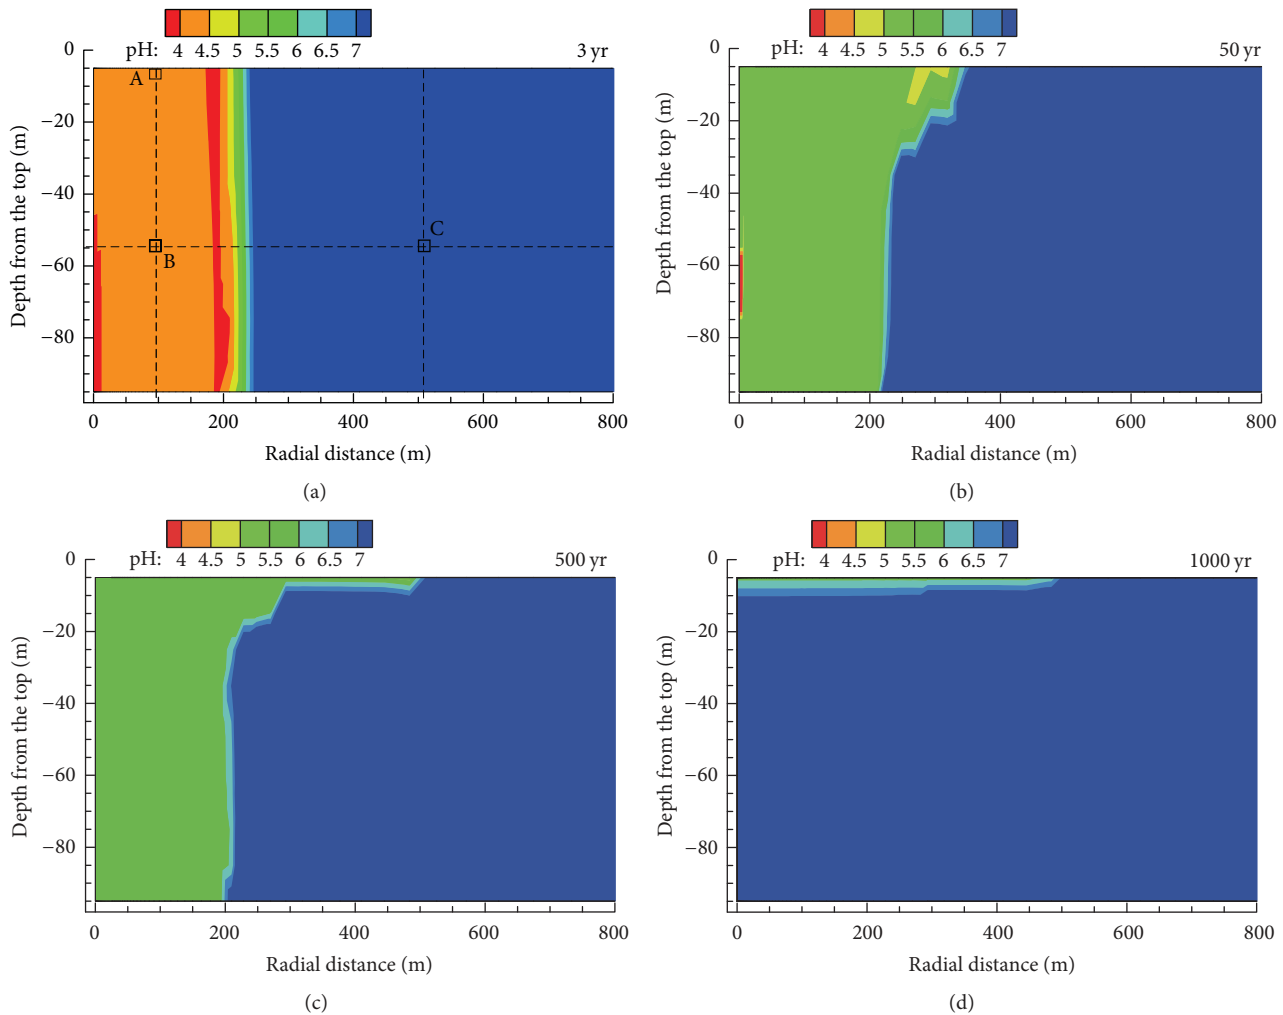 pH: 4 4.5 5 5.5 6 6.5 7
3 yr
0
−20
−40
−60
−80
Depth from the top (m)
A
B
C
0 200 400 600 800
Radial distance (m)
(a)
pH: 4 4.5 5 5.5 6 6.5 7
50 yr
0
−20
−40
−60
−80
Depth from the top (m)
0 200 400 600 800
Radial distance (m)
(b)
pH: 4 4.5 5 5.5 6 6.5 7
500 yr
0
−20
−40
−60
−80
Depth from the top (m)
0 200 400 600 800
Radial distance (m)
(c)
pH: 4 4.5 5 5.5 6 6.5 7
1000 yr
0
−20
−40
−60
−80
Depth from the top (m)
0 200 400 600 800
Radial distance (m)
(d)